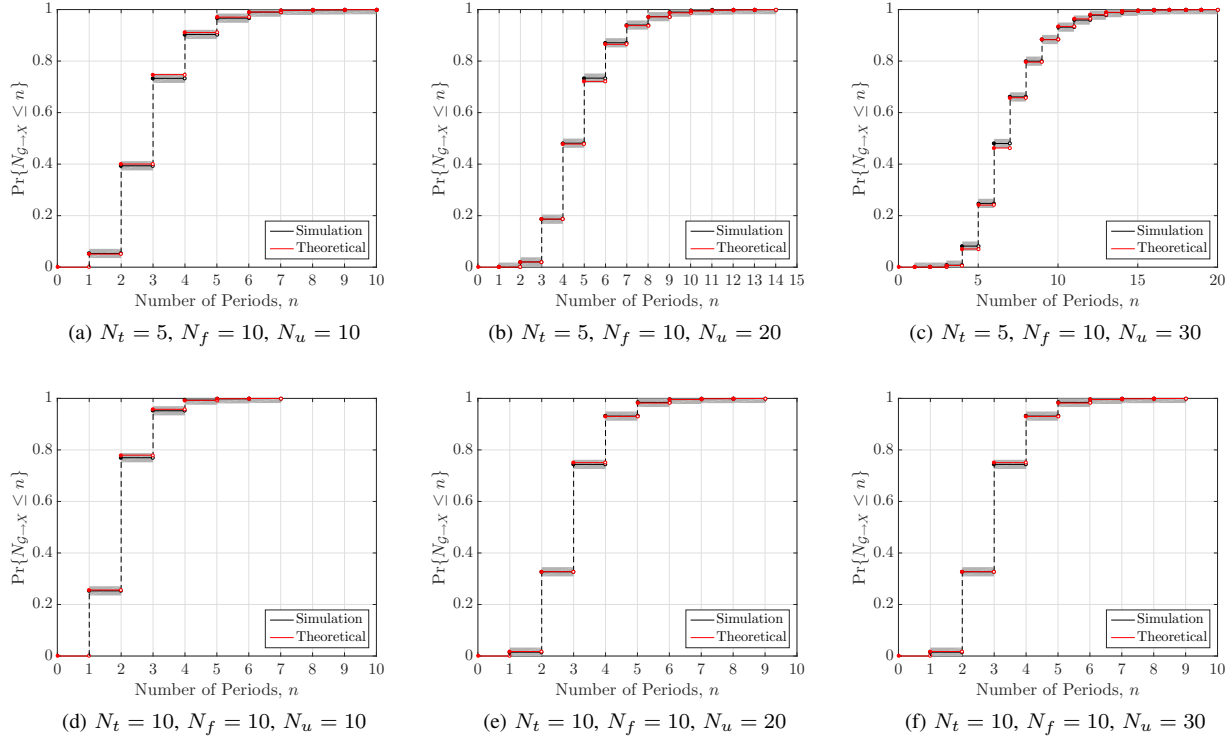 1
0.8
0.6
0.4
0.2
0
Pr{N_{𝒢→X} ≤ n}
0 1 2 3 4 5 6 7 8 9 10
Number of Periods, n
Simulation
Theoretical
(a) N_t = 5, N_f = 10, N_u = 10
1
0.8
0.6
0.4
0.2
0
Pr{N_{𝒢→X} ≤ n}
0 1 2 3 4 5 6 7 8 9 10 11 12 13 14 15
Number of Periods, n
Simulation
Theoretical
(b) N_t = 5, N_f = 10, N_u = 20
1
0.8
0.6
0.4
0.2
0
Pr{N_{𝒢→X} ≤ n}
0 5 10 15 20
Number of Periods, n
Simulation
Theoretical
(c) N_t = 5, N_f = 10, N_u = 30
1
0.8
0.6
0.4
0.2
0
Pr{N_{𝒢→X} ≤ n}
0 1 2 3 4 5 6 7 8 9 10
Number of Periods, n
Simulation
Theoretical
(d) N_t = 10, N_f = 10, N_u = 10
1
0.8
0.6
0.4
0.2
0
Pr{N_{𝒢→X} ≤ n}
0 1 2 3 4 5 6 7 8 9 10
Number of Periods, n
Simulation
Theoretical
(e) N_t = 10, N_f = 10, N_u = 20
1
0.8
0.6
0.4
0.2
0
Pr{N_{𝒢→X} ≤ n}
0 1 2 3 4 5 6 7 8 9 10
Number of Periods, n
Simulation
Theoretical
(f) N_t = 10, N_f = 10, N_u = 30